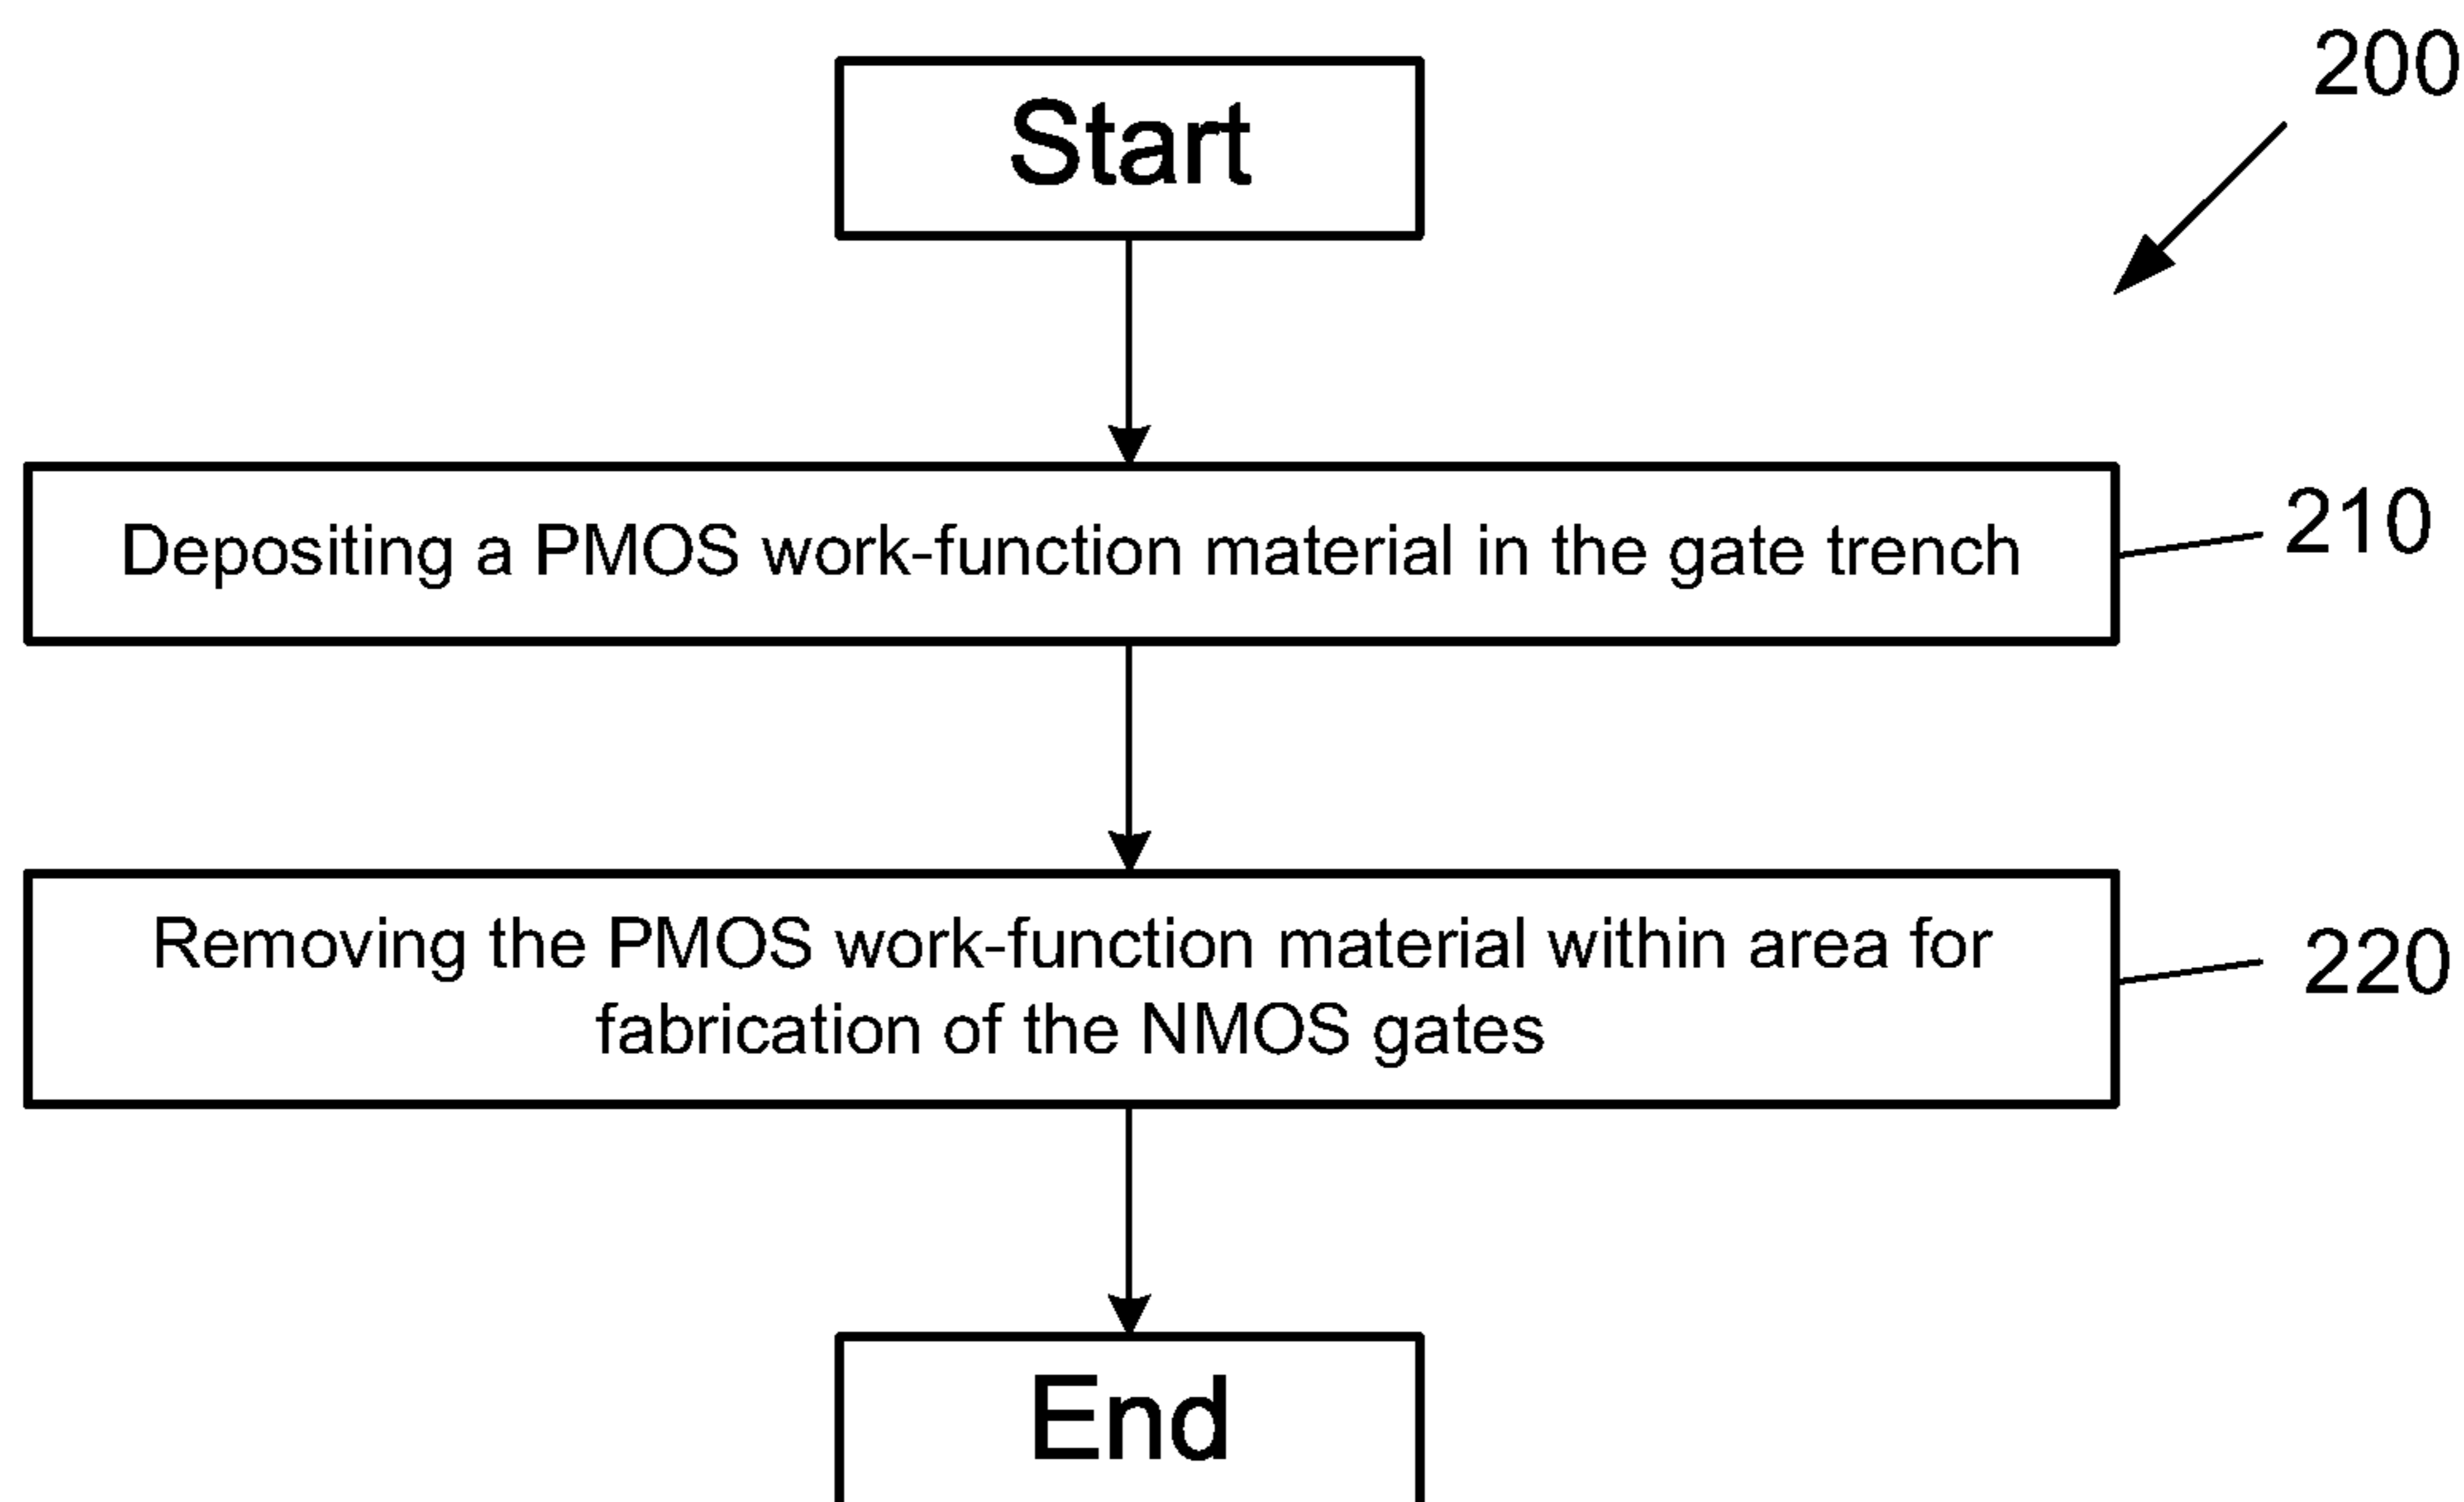 200
Start
Depositing a PMOS work-function material in the gate trench
210
Removing the PMOS work-function material within area for
fabrication of the NMOS gates
220
End